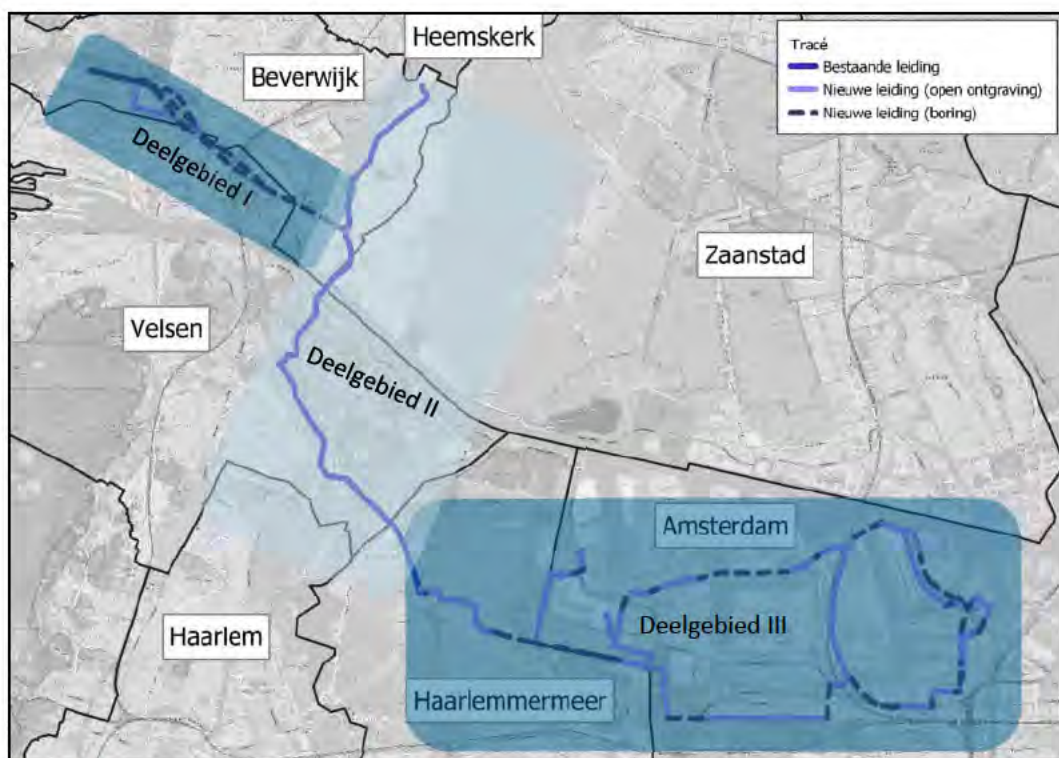 Heemskerk
Beverwijk
Tracé
Bestaande leiding
Nieuwe leiding (open ontgraving)
Nieuwe leiding (boring)
Deelgebied I
Zaanstad
Velsen
Deelgebied II
Amsterdam
Haarlem
Deelgebied III
Haarlemmermeer